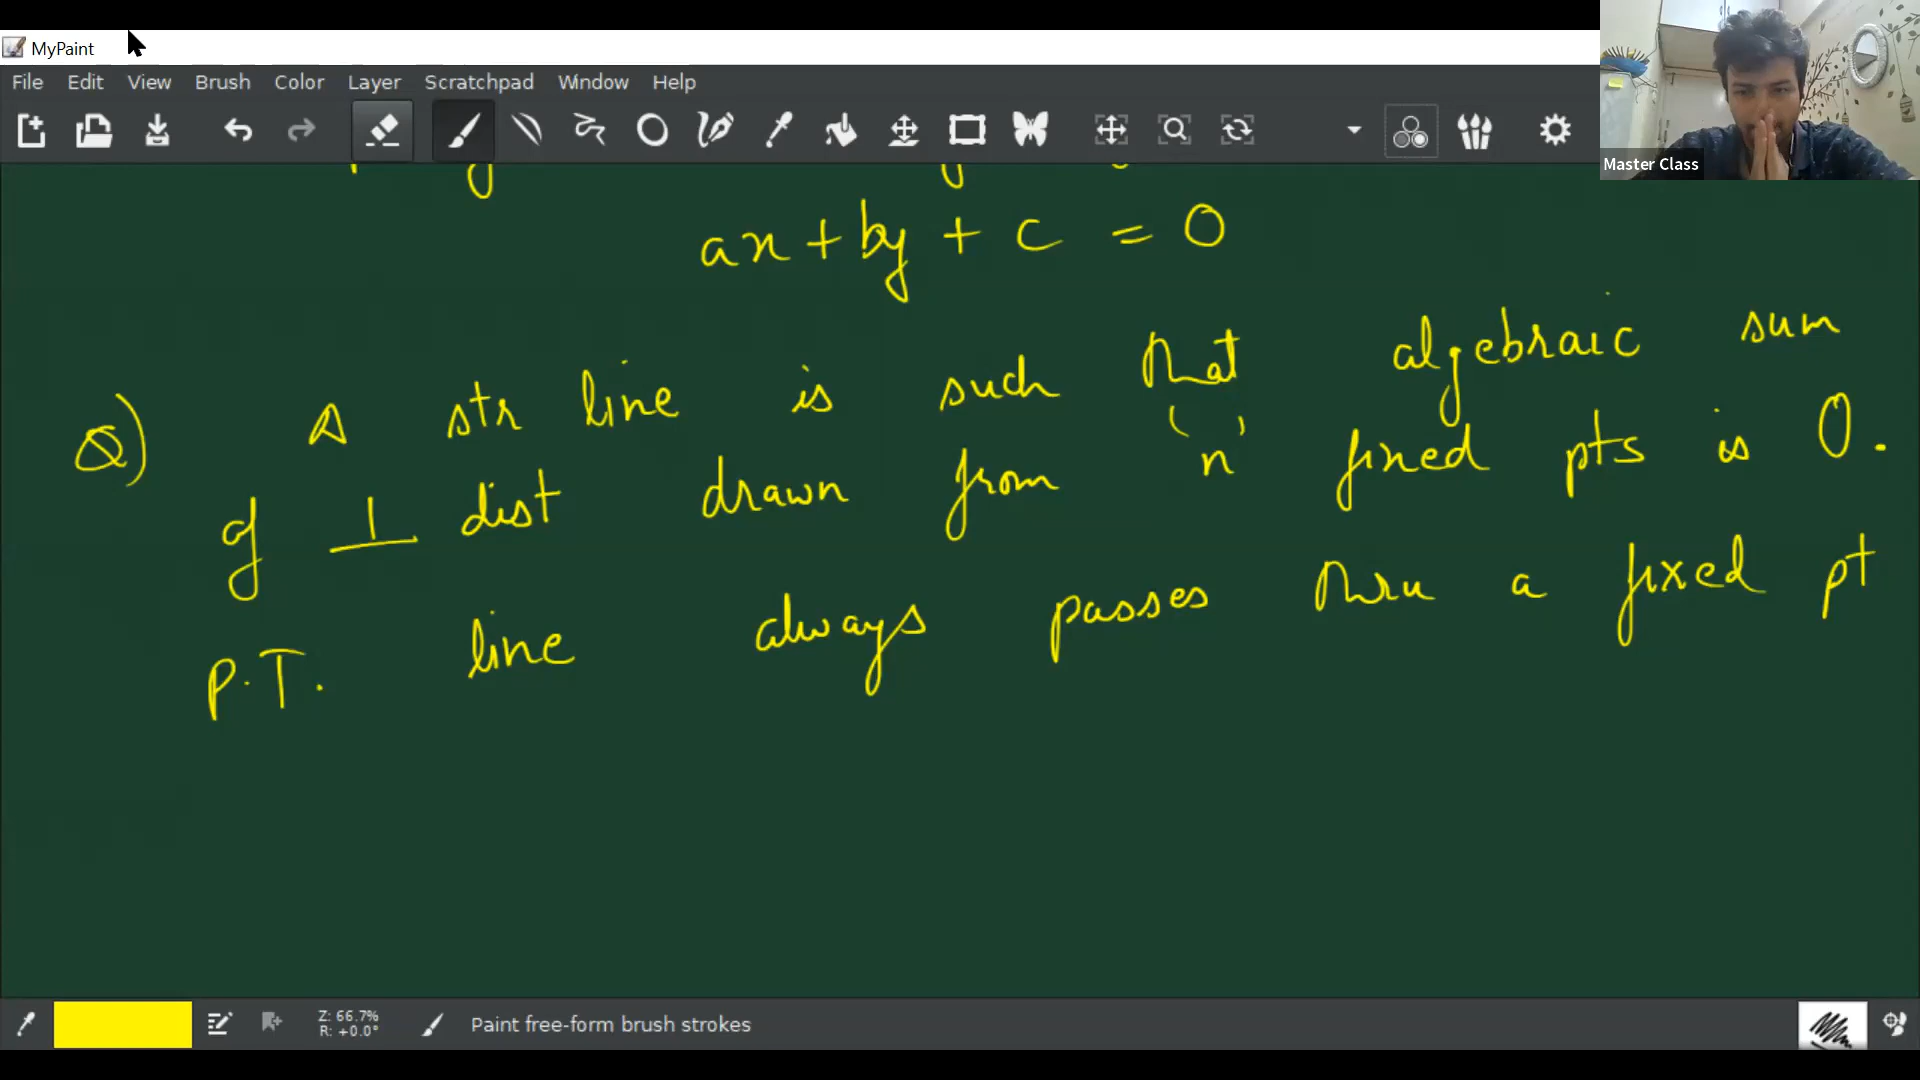 MyPaint
File Edit View Brush Color Layer Scratchpad Window Help
Master Class
ax + by + c = 0
Q) A str line is such that algebraic sum
of ⊥ dist drawn from 'n' fixed pts is 0.
P.T. line always passes thru a fixed pt
Z: 66.7%
R: +0.0°
Paint free-form brush strokes